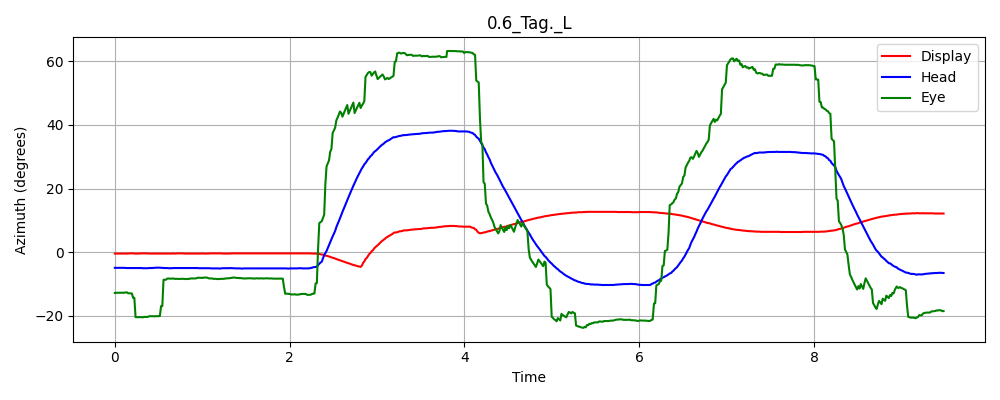 0.6_Tag._L
Display
Head
Eye
Azimuth (degrees)
60
40
20
0
−20
0 2 4 6 8
Time